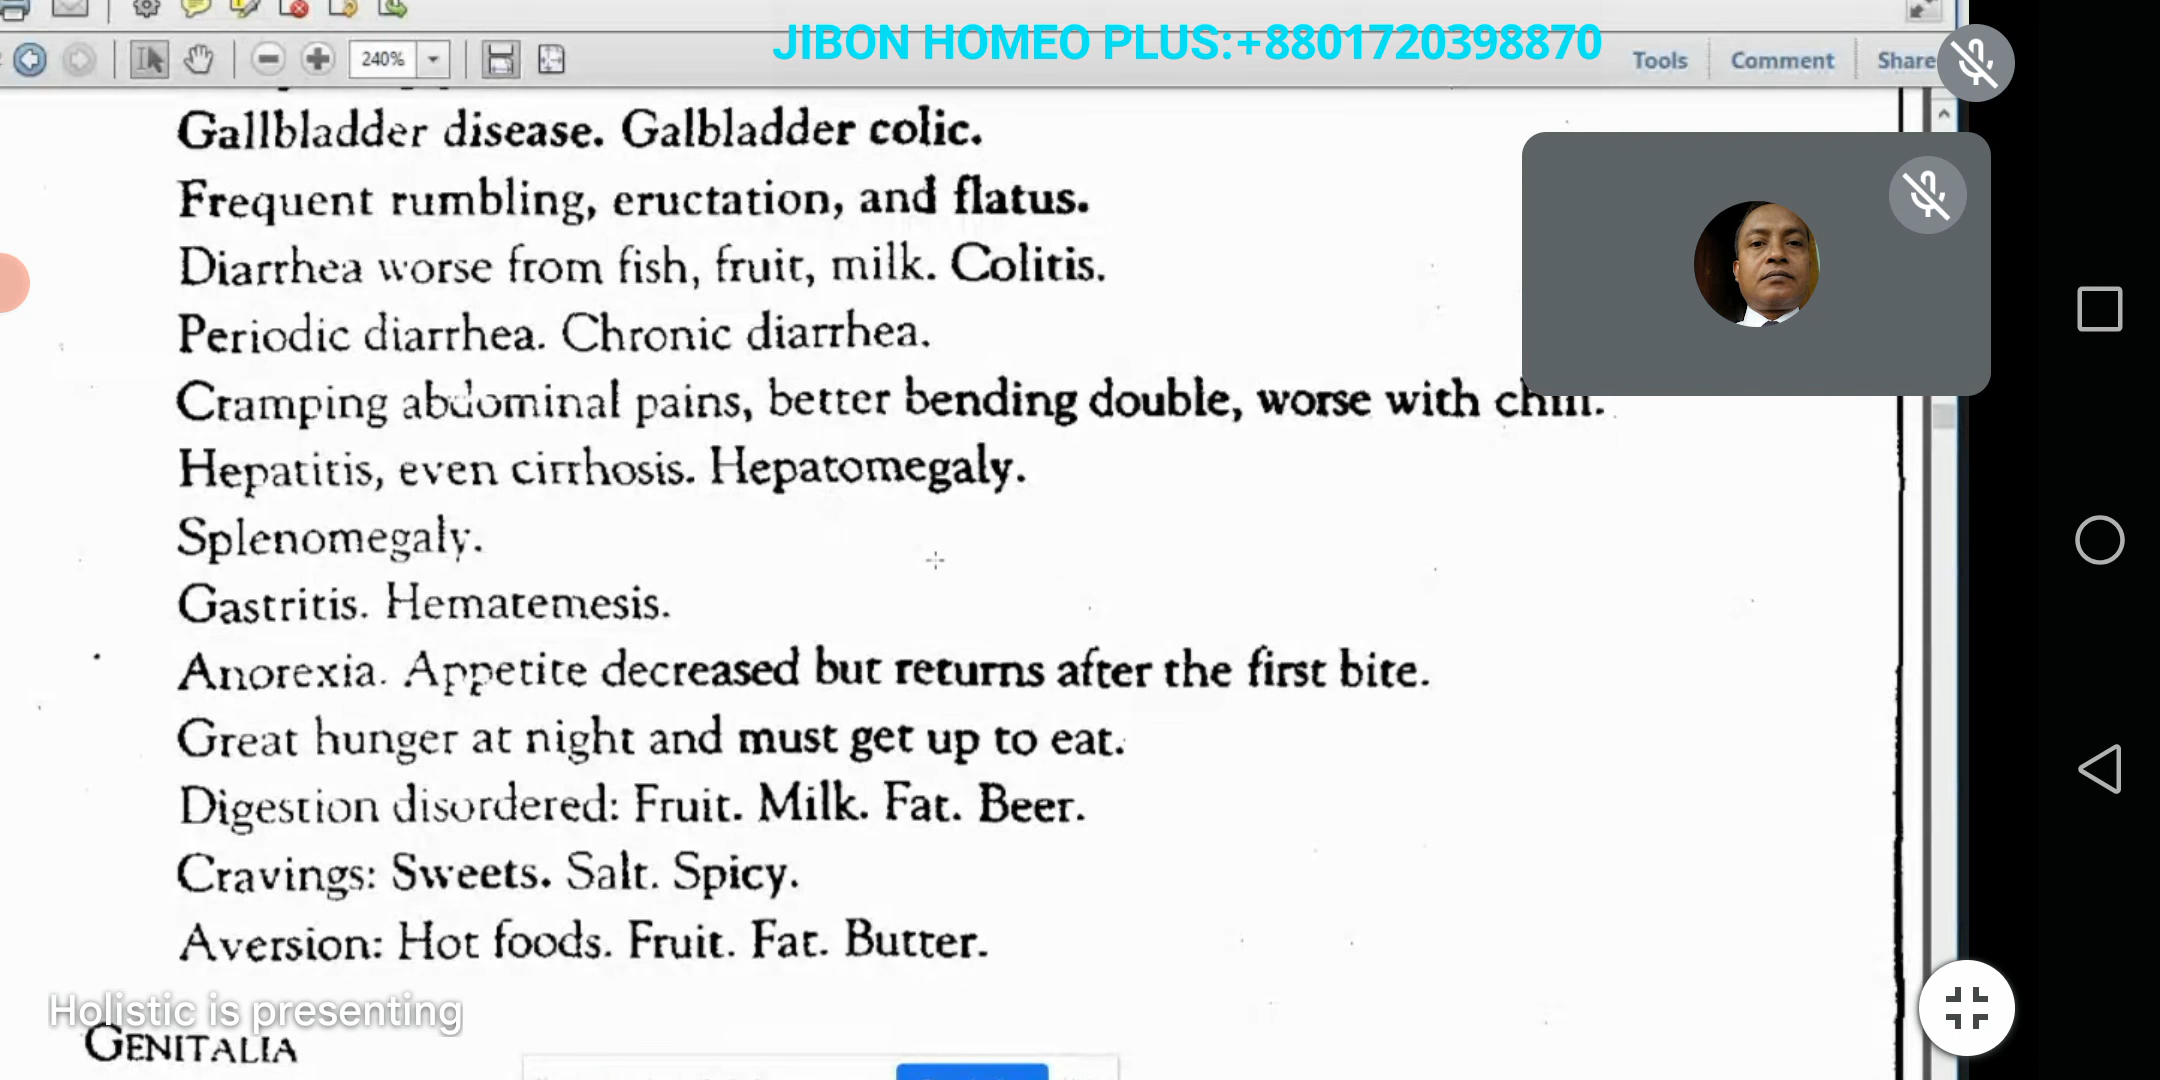 JIBON HOMEO PLUS:+8801720398870
240%
Tools
Comment
Share
Gallbladder disease. Galbladder colic.
Frequent rumbling, eructation, and flatus.
Diarrhea worse from fish, fruit, milk. Colitis.
Periodic diarrhea. Chronic diarrhea.
Cramping abdominal pains, better bending double, worse with chill.
Hepatitis, even cirrhosis. Hepatomegaly.
Splenomegaly.
Gastritis. Hematemesis.
Anorexia. Appetite decreased but returns after the first bite.
Great hunger at night and must get up to eat.
Digestion disordered: Fruit. Milk. Fat. Beer.
Cravings: Sweets. Salt. Spicy.
Aversion: Hot foods. Fruit. Fat. Butter.
Holistic is presenting
GENITALIA